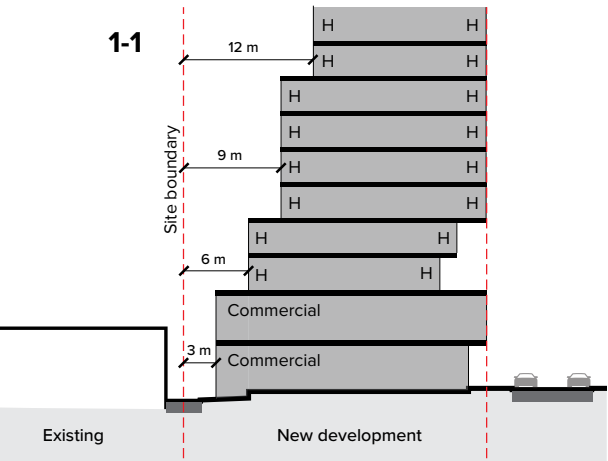 1-1
H H
12 m
H H
H H
H H
Site boundary
9 m
H H
H H
H H
6 m
H H
Commercial
3 m
Commercial
Existing
New development